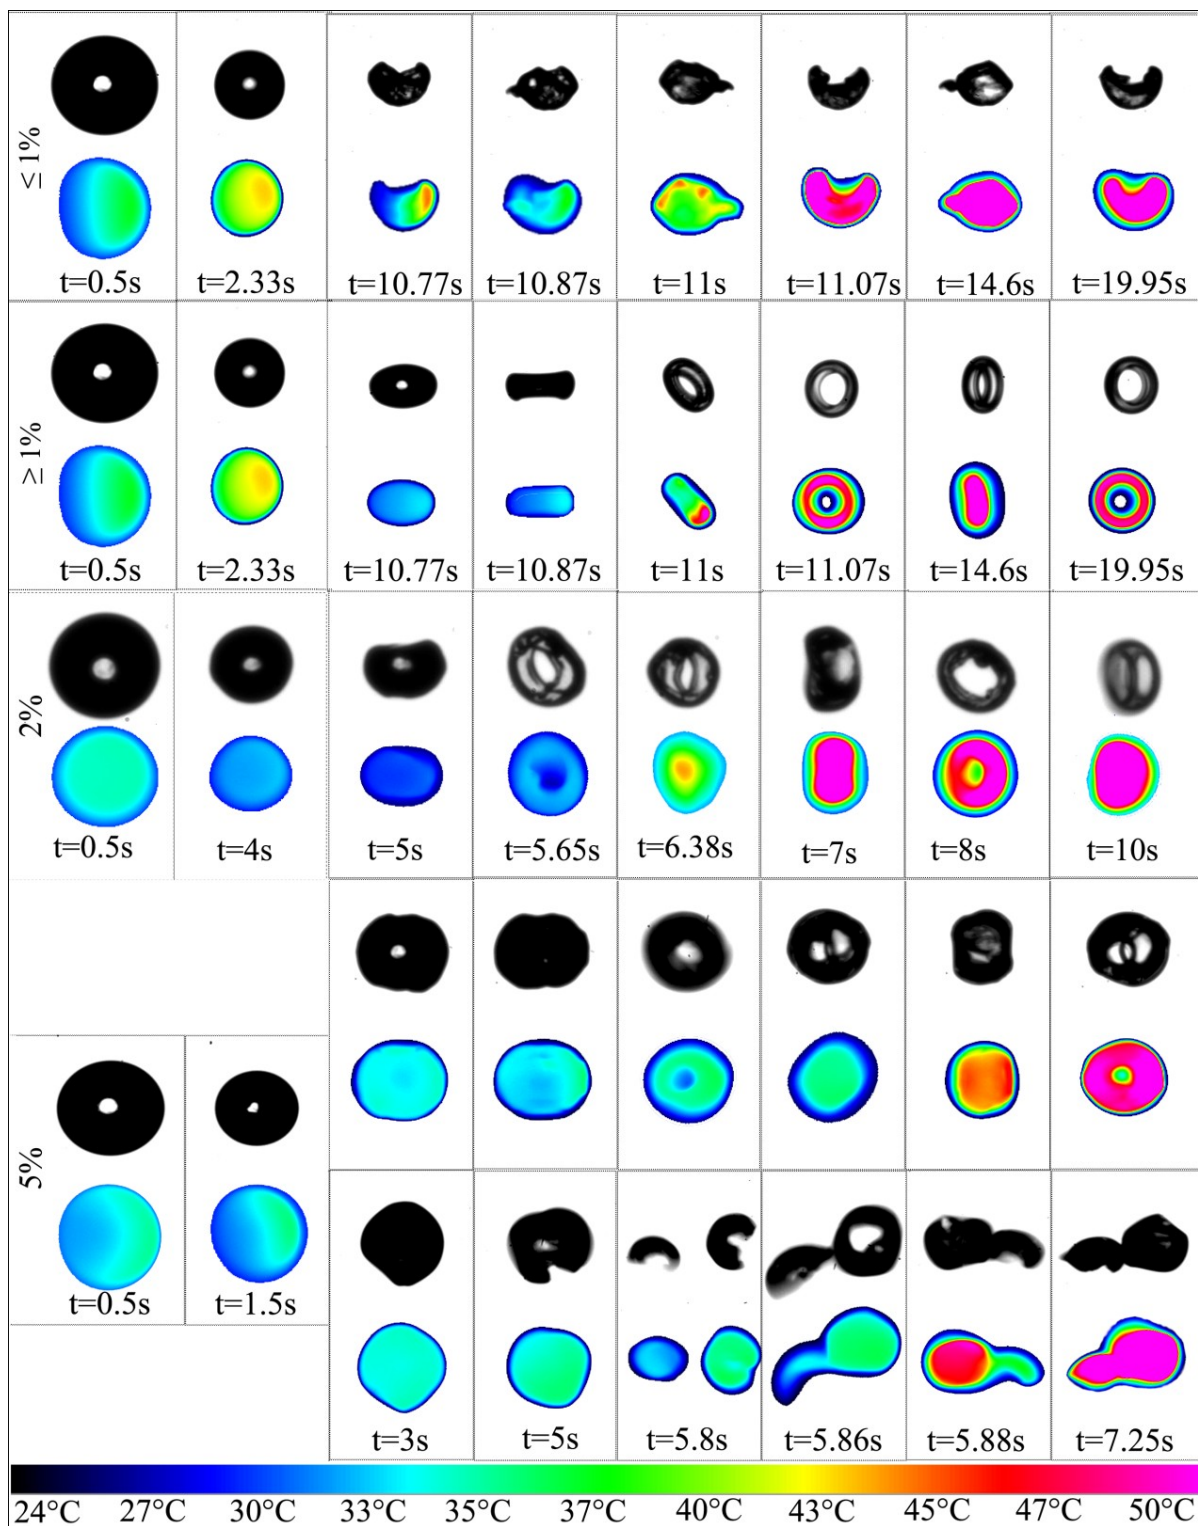 ≤ 1%
t=0.5s t=2.33s t=10.77s t=10.87s t=11s t=11.07s t=14.6s t=19.95s
≥ 1%
t=0.5s t=2.33s t=10.77s t=10.87s t=11s t=11.07s t=14.6s t=19.95s
2%
t=0.5s t=4s t=5s t=5.65s t=6.38s t=7s t=8s t=10s
5%
t=0.5s t=1.5s
t=3s t=5s t=5.8s t=5.86s t=5.88s t=7.25s
24°C 27°C 30°C 33°C 35°C 37°C 40°C 43°C 45°C 47°C 50°C